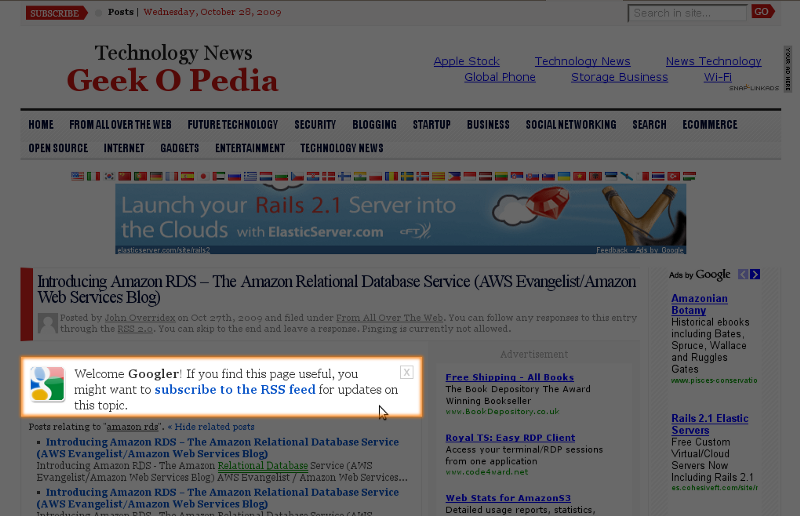 SUBSCRIBE
Posts | Wednesday, October 28, 2009
Search in site...
GO
Technology News
Geek O Pedia
Apple Stock Technology News News Technology
Global Phone Storage Business Wi-Fi
YOUR AD HERE
SNAP-LINKADS
HOME FROM ALL OVER THE WEB FUTURE TECHNOLOGY SECURITY BLOGGING STARTUP BUSINESS SOCIAL NETWORKING SEARCH ECOMMERCE
OPEN SOURCE INTERNET GADGETS ENTERTAINMENT TECHNOLOGY NEWS
Launch your Rails 2.1 Server into
the Clouds with ElasticServer.com
elasticserver.com/site/rails2
Feedback - Ads by Google
Introducing Amazon RDS – The Amazon Relational Database Service (AWS Evangelist/Amazon
Web Services Blog)
Posted by John Overridex on Oct 27th, 2009 and filed under From All Over The Web. You can follow any responses to this entry
through the RSS 2.0. You can skip to the end and leave a response. Pinging is currently not allowed.
Welcome Googler! If you find this page useful, you
might want to subscribe to the RSS feed for updates on
this topic.
X
Posts relating to "amazon rds". « Hide related posts
Introducing Amazon RDS – The Amazon Relational Database Service
(AWS Evangelist/Amazon Web Services Blog)
Introducing Amazon RDS - The Amazon Relational Database Service (AWS
Evangelist/Amazon Web Services Blog) AWS Evangelist / Amazon Web Services...
Introducing Amazon RDS – The Amazon Relational Database Service
(AWS Evangelist/Amazon Web Services Blog)
Introducing Amazon RDS - The Amazon Relational Database Service (AWS
Advertisement
Free Shipping - All Books
The Book Depository The Award
Winning Bookseller
www.BookDepository.co.uk
Royal TS: Easy RDP Client
Access your terminal/RDP sessions
from one application
www.code4ward.net
Web Stats for AmazonS3
Detailed usage reports, statistics,
Ads by Google
Amazonian
Botany
Historical ebooks
including Bates,
Spruce, Wallace
and Ruggles
Gates
www.pisces-conservatio
Rails 2.1 Elastic
Servers
Free Custom
Virtual/Cloud
Servers Now
Including Rails 2.1
es.cohesiveft.com/site/r